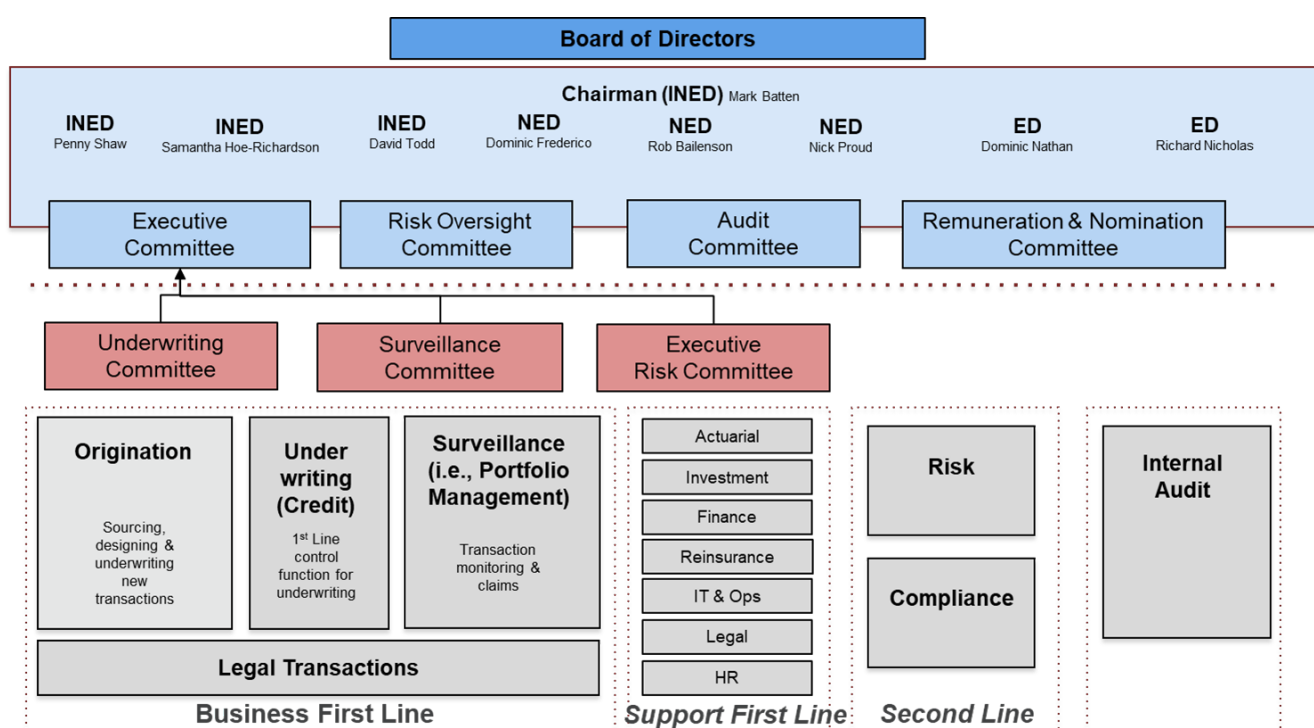 Board of Directors
Chairman (INED) Mark Batten
INED
Penny Shaw
INED
Samantha Hoe-Richardson
INED
David Todd
NED
Dominic Frederico
NED
Rob Bailenson
NED
Nick Proud
ED
Dominic Nathan
ED
Richard Nicholas
Executive
Committee
Risk Oversight
Committee
Audit
Committee
Remuneration & Nomination
Committee
Underwriting
Committee
Surveillance
Committee
Executive
Risk Committee
Origination
Sourcing,
designing &
underwriting
new
transactions
Under
writing
(Credit)
1st Line
control
function for
underwriting
Surveillance
(i.e., Portfolio
Management)
Transaction
monitoring &
claims
Legal Transactions
Business First Line
Actuarial
Investment
Finance
Reinsurance
IT & Ops
Legal
HR
Support First Line
Risk
Compliance
Second Line
Internal
Audit